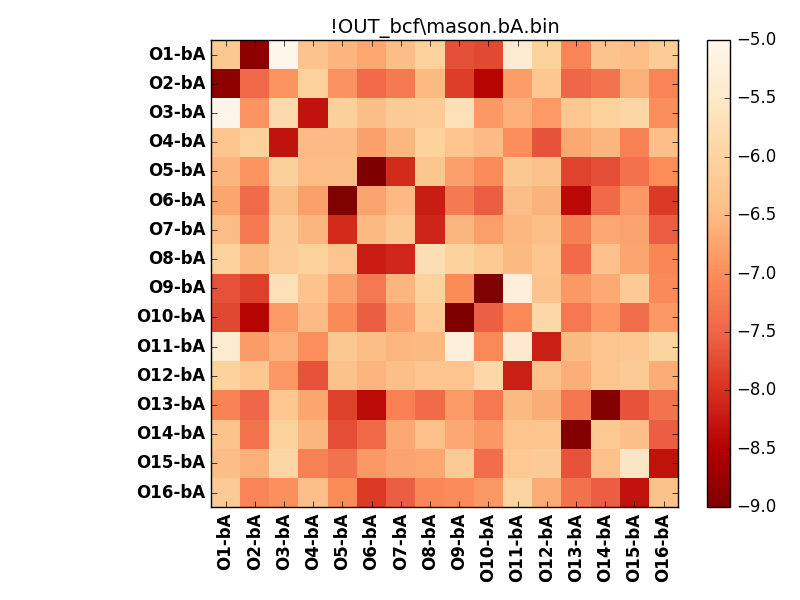 !OUT_bcf\mason.bA.bin
O1-bA
O2-bA
O3-bA
O4-bA
O5-bA
O6-bA
O7-bA
O8-bA
O9-bA
O10-bA
O11-bA
O12-bA
O13-bA
O14-bA
O15-bA
O16-bA
O1-bA
O2-bA
O3-bA
O4-bA
O5-bA
O6-bA
O7-bA
O8-bA
O9-bA
O10-bA
O11-bA
O12-bA
O13-bA
O14-bA
O15-bA
O16-bA
−5.0
−5.5
−6.0
−6.5
−7.0
−7.5
−8.0
−8.5
−9.0